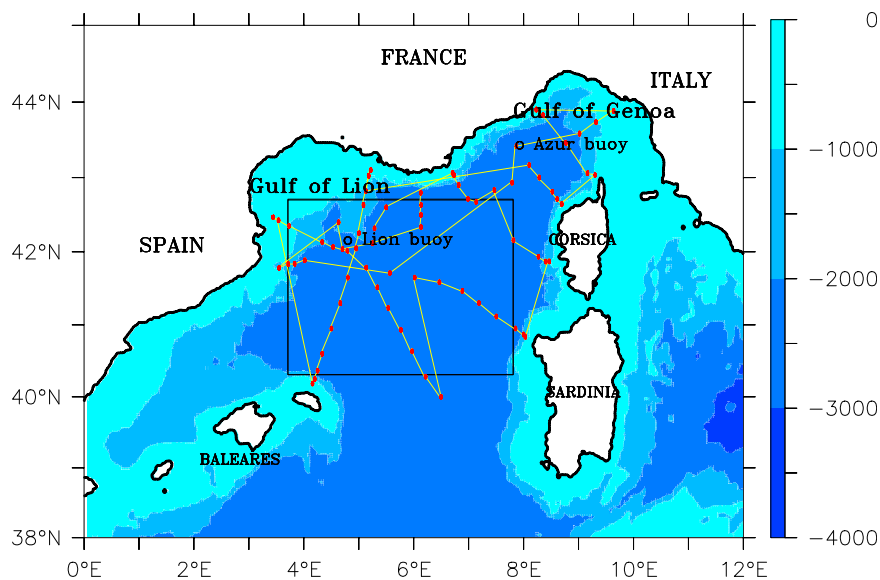 FRANCE
ITALY
Gulf of Genoa
Azur buoy
Gulf of Lion
SPAIN
Lion buoy
CORSICA
SARDINIA
BALEARES
44°N
42°N
40°N
38°N
0°E
2°E
4°E
6°E
8°E
10°E
12°E
0
−1000
−2000
−3000
−4000